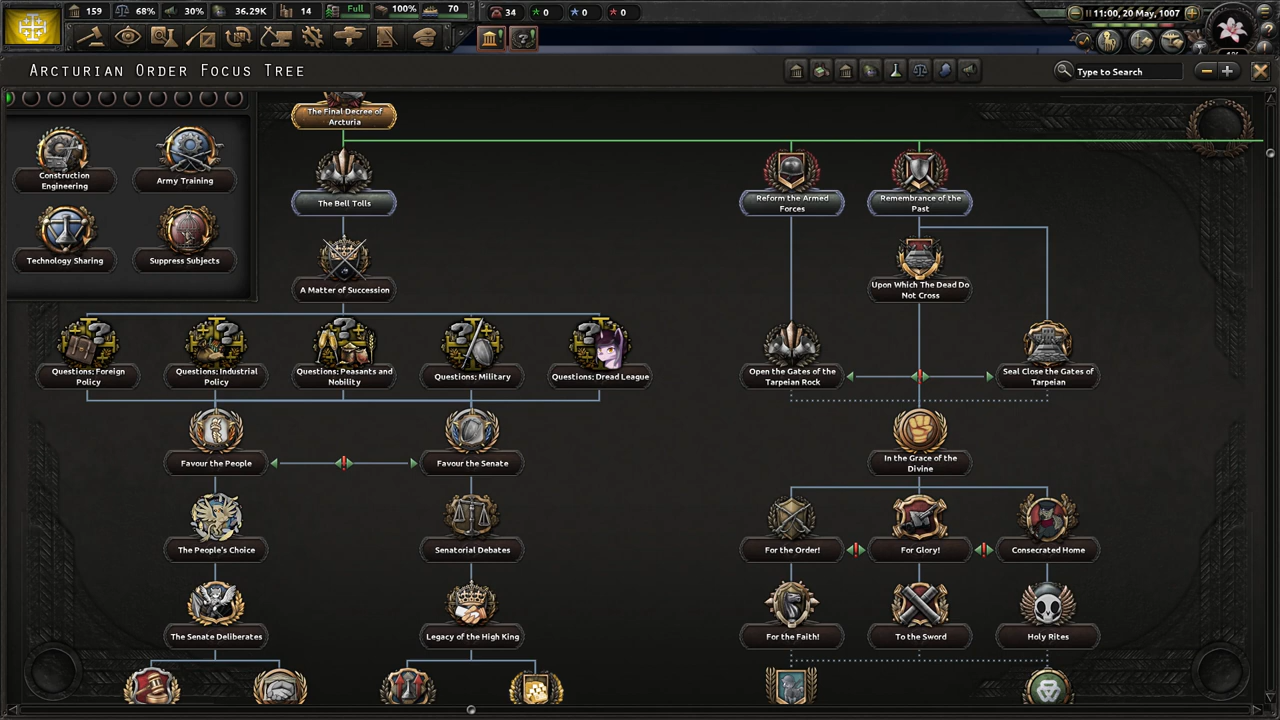 159 68% 30% 36.29K 14 Full 100% 70 34 0 0 0 11:00, 20 May, 1007
Arcturian Order Focus Tree
Type to Search
The Final Decree of
Arcturia
Construction
Engineering
Army Training
Technology Sharing
Suppress Subjects
The Bell Tolls
Reform the Armed
Forces
Remembrance of the
Past
A Matter of Succession
Upon Which The Dead Do
Not Cross
Questions: Foreign
Policy
Questions: Industrial
Policy
Questions: Peasants and
Nobility
Questions: Military
Questions: Dread League
Open the Gates of the
Tarpeian Rock
Seal Close the Gates of
Tarpeian
Favour the People
Favour the Senate
In the Grace of the
Divine
The People's Choice
Senatorial Debates
For the Order!
For Glory!
Consecrated Home
The Senate Deliberates
Legacy of the High King
For the Faith!
To the Sword
Holy Rites